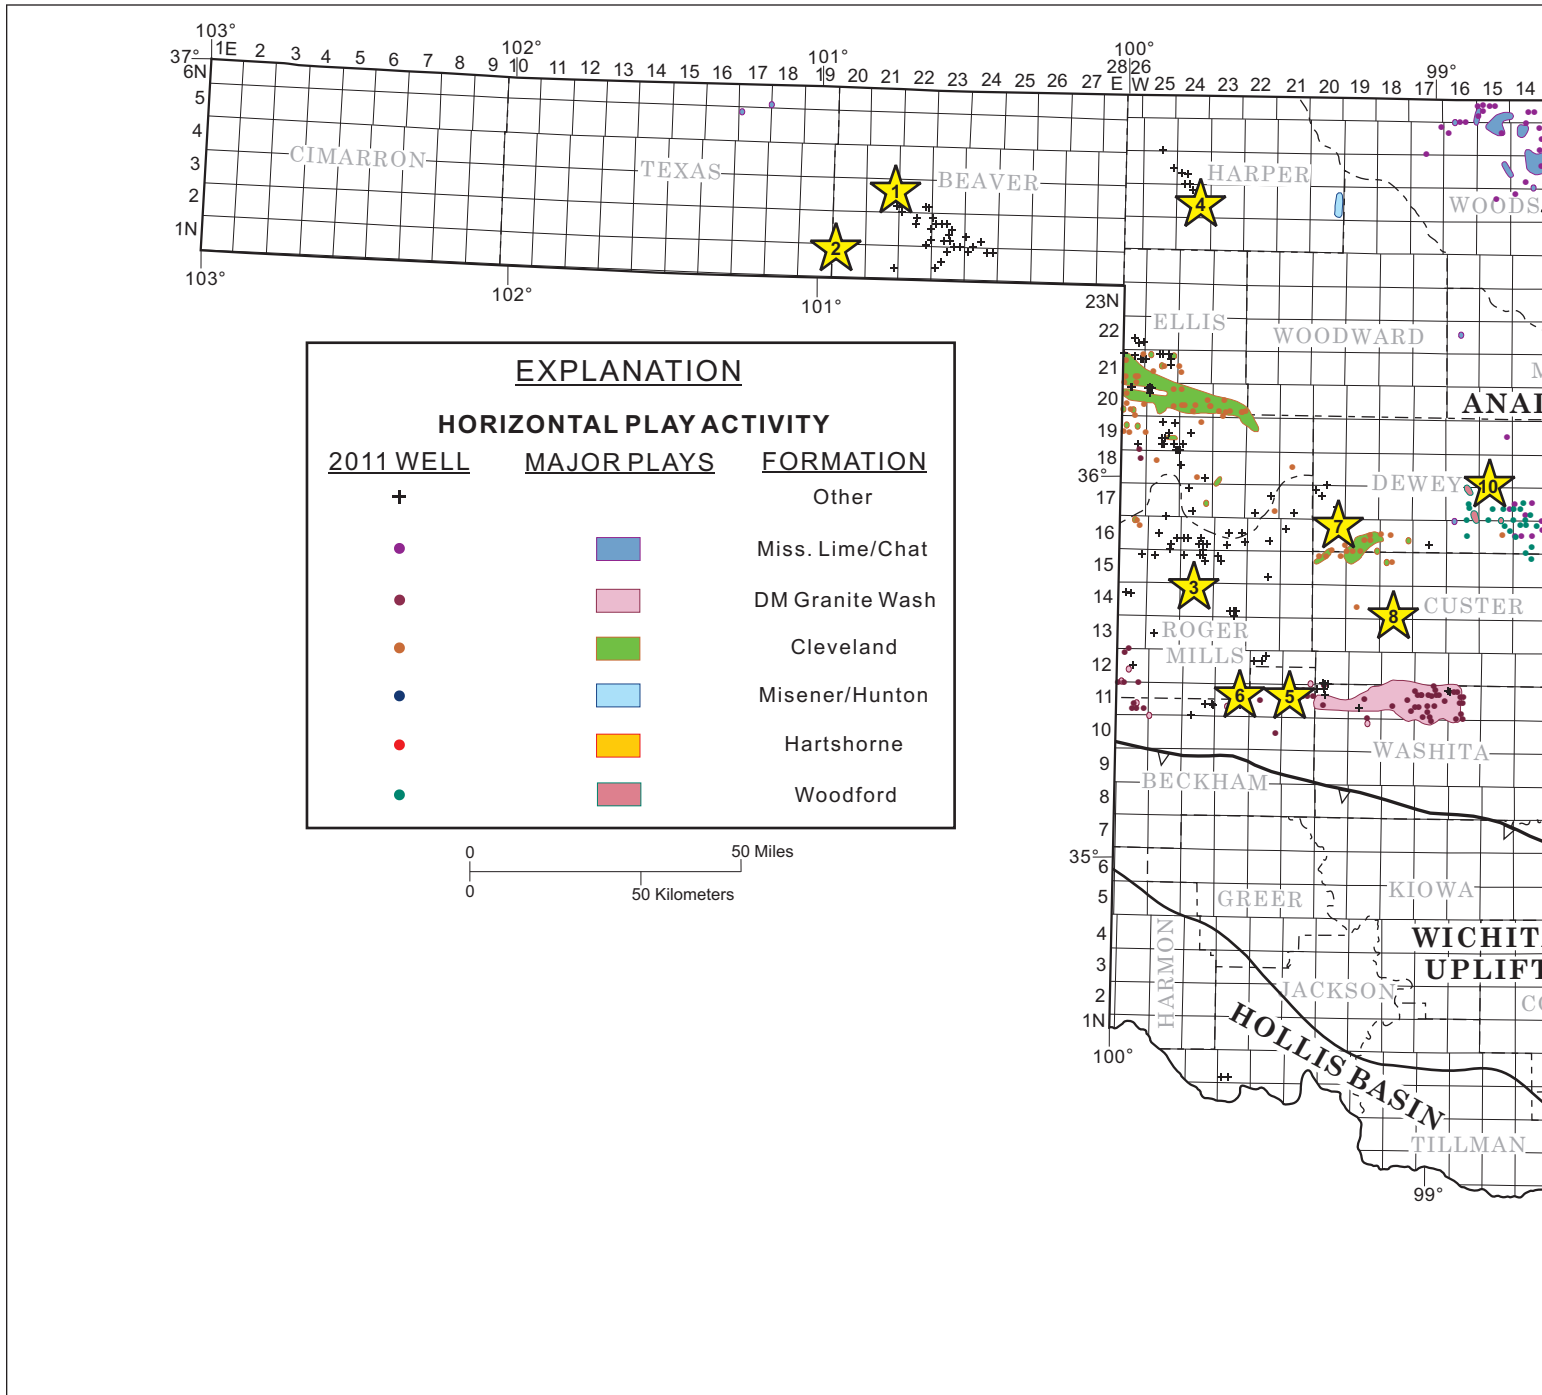 103°
102°
101°
100°
99°
37°
1E 2 3 4 5 6 7 8 9 10 11 12 13 14 15 16 17 18 19 20 21 22 23 24 25 26 27 28 E
26 W 25 24 23 22 21 20 19 18 17 16 15 14
6N
5
4
3
2
1N
CIMARRON
TEXAS
BEAVER
HARPER
WOODS
1
2
4
103°
102°
101°
23N
22
21
20
19
18
36°
17
16
15
14
13
12
11
10
9
8
7
35°
6
5
4
3
2
1N
100°
ELLIS
WOODWARD
M
ANAI
DEWEY
10
7
3
8
CUSTER
ROGER
MILLS
6
5
WASHITA
BECKHAM
GREER
KIOWA
WICHITA
UPLIFT
HARMON
JACKSON
CO
HOLLIS BASIN
TILLMAN
99°
EXPLANATION
HORIZONTAL PLAY ACTIVITY
2011 WELL MAJOR PLAYS FORMATION
Other
Miss. Lime/Chat
DM Granite Wash
Cleveland
Misener/Hunton
Hartshorne
Woodford
0 50 Miles
0 50 Kilometers